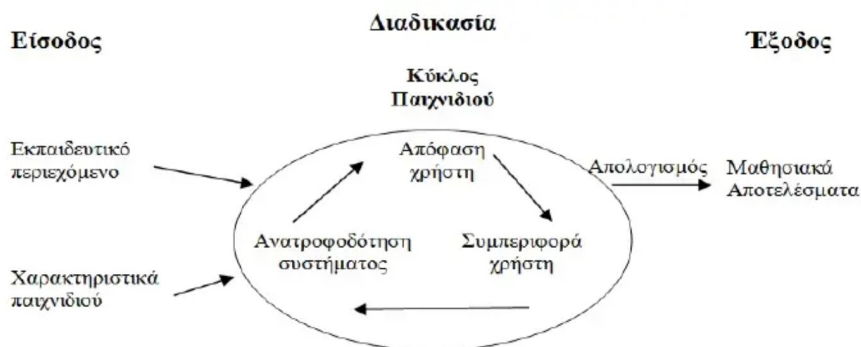 Είσοδος
Διαδικασία
Έξοδος
Κύκλος
Παιχνιδιού
Εκπαιδευτικό
περιεχόμενο
Απόφαση
χρήστη
Απολογισμός
Μαθησιακά
Αποτελέσματα
Ανατροφοδότηση
συστήματος
Συμπεριφορά
χρήστη
Χαρακτηριστικά
παιχνιδιού